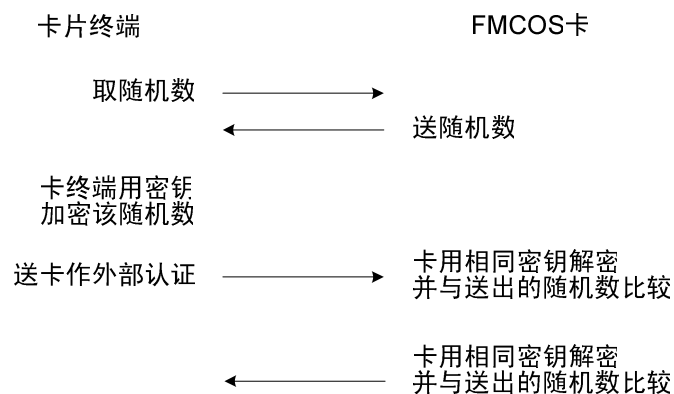 卡片终端 FMCOS卡
取随机数
送随机数
卡终端用密钥
加密该随机数
送卡作外部认证
卡用相同密钥解密
并与送出的随机数比较
卡用相同密钥解密
并与送出的随机数比较